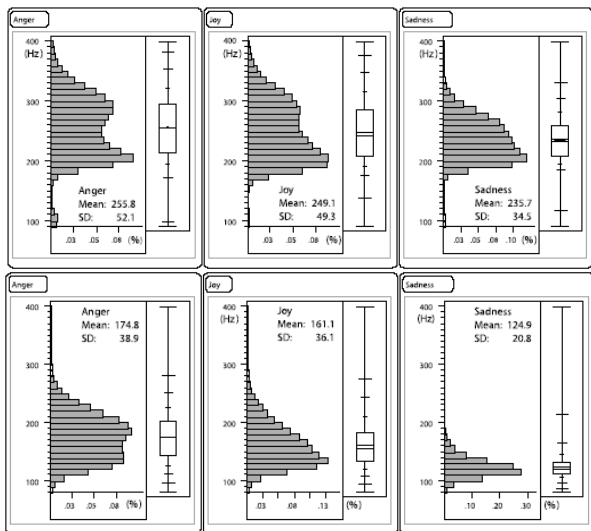 Anger
400
(Hz)
300
200
100
Anger
Mean: 255.8
SD: 52.1
.03 .05 .08 (%)
Joy
400
(Hz)
300
200
100
Joy
Mean: 249.1
SD: 49.3
.03 .05 .08 (%)
Sadness
400
(Hz)
300
200
100
Sadness
Mean: 235.7
SD: 34.5
.03 .05 .08 .10 (%)
Anger
400
(Hz)
300
200
100
Anger
Mean: 174.8
SD: 38.9
.03 .05 .08 (%)
Joy
400
(Hz)
300
200
100
Joy
Mean: 161.1
SD: 36.1
.03 .08 .13 (%)
Sadness
400
(Hz)
300
200
100
Sadness
Mean: 124.9
SD: 20.8
.10 .20 .30 (%)